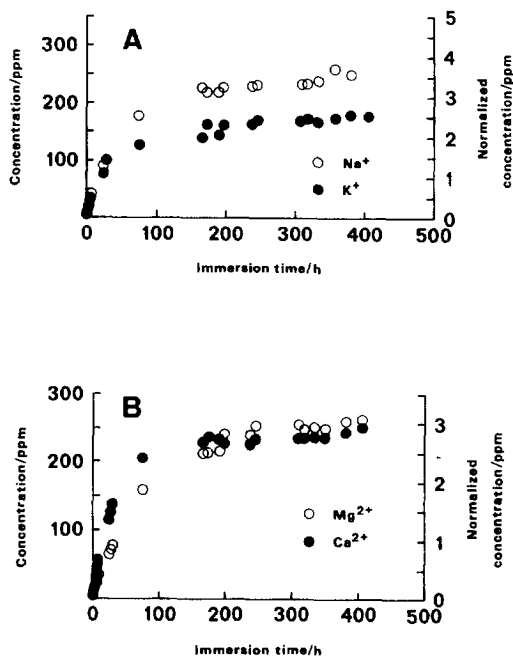 A
Concentration/ppm
300
200
100
0 100 200 300 400 500
Immersion time/h
5
4
3
2
1
0
Normalized
concentration/ppm
Na⁺
K⁺
B
Concentration/ppm
300
200
100
0 100 200 300 400 500
Immersion time/h
3
2
1
0
Normalized
concentration/ppm
Mg²⁺
Ca²⁺